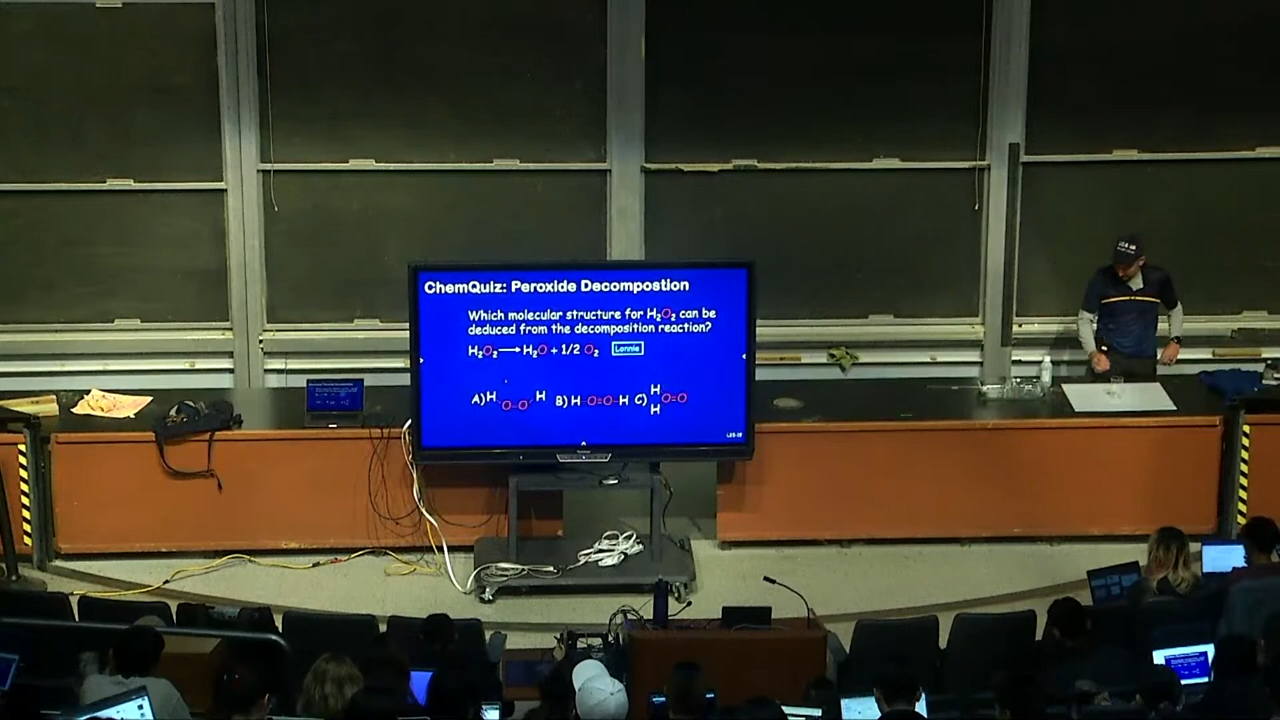 ChemQuiz: Peroxide Decompostion
Which molecular structure for H₂O₂ can be
deduced from the decomposition reaction?
H₂O₂ → H₂O + 1/2 O₂ Lonnie
A) H O-O H B) H-O=O-H C) H H O=O